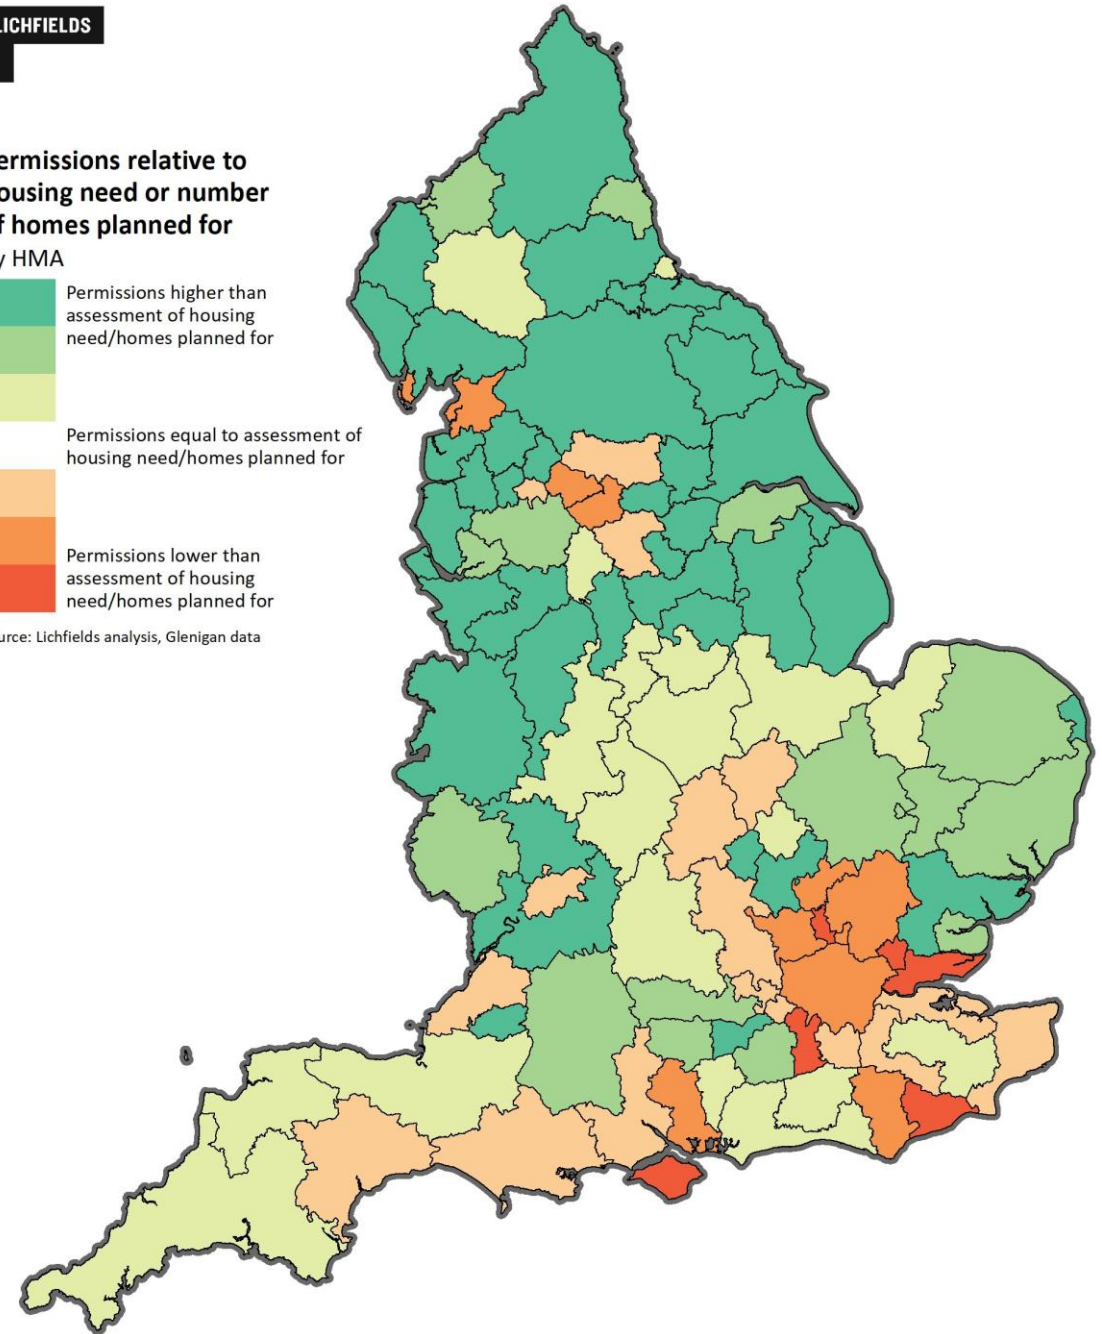 LICHFIELDS
ermissions relative to
ousing need or number
f homes planned for
y HMA
Permissions higher than
assessment of housing
need/homes planned for
Permissions equal to assessment of
housing need/homes planned for
Permissions lower than
assessment of housing
need/homes planned for
urce: Lichfields analysis, Glenigan data